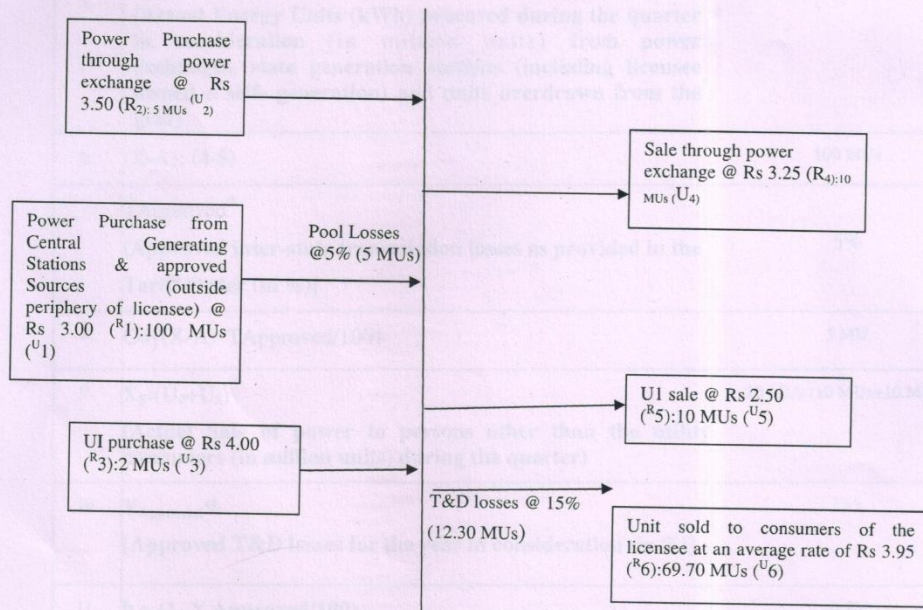 Power Purchase
through power
exchange @ Rs
3.50 (R2): 5 MUs (U2)
Sale through power
exchange @ Rs 3.25 (R4):10
MUs (U4)
Power Purchase from
Central Generating
Stations & approved
Sources (outside
periphery of licensee) @
Rs 3.00 (R1):100 MUs
(U1)
Pool Losses
@5% (5 MUs)
U1 sale @ Rs 2.50
(R5):10 MUs (U5)
UI purchase @ Rs 4.00
(R3):2 MUs (U3)
T&D losses @ 15%
(12.30 MUs)
Unit sold to consumers of the
licensee at an average rate of Rs 3.95
(R6):69.70 MUs (U6)